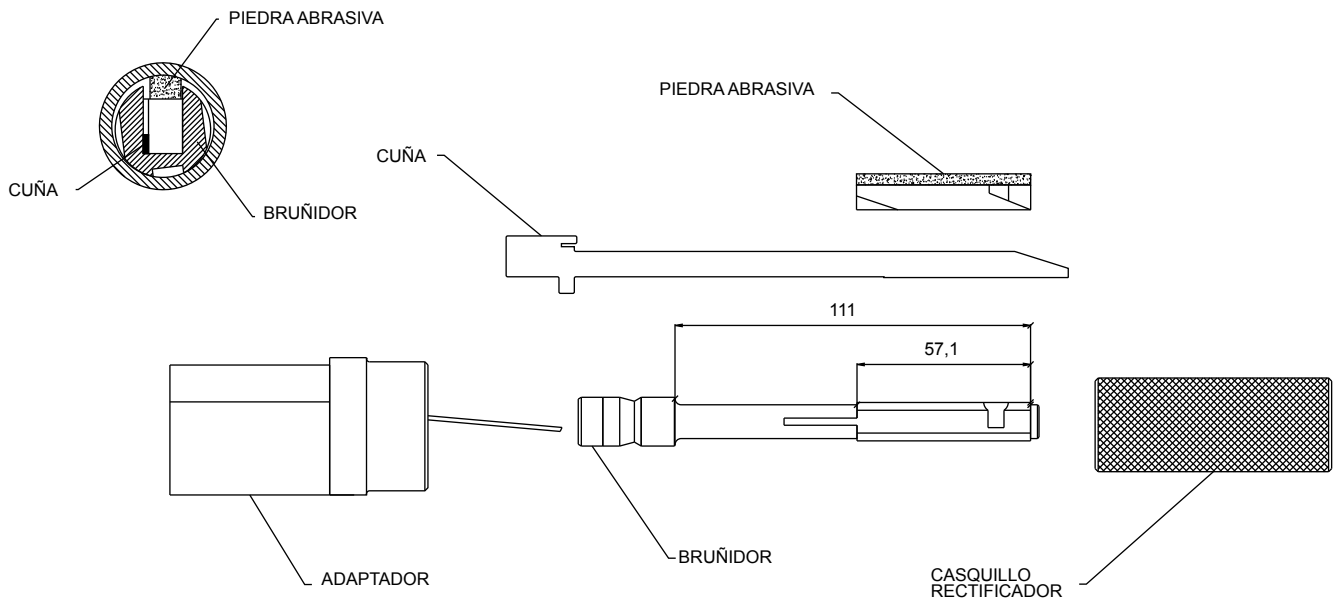 PIEDRA ABRASIVA
PIEDRA ABRASIVA
CUÑA
CUÑA
BRUÑIDOR
111
57,1
BRUÑIDOR
ADAPTADOR
CASQUILLO
RECTIFICADOR